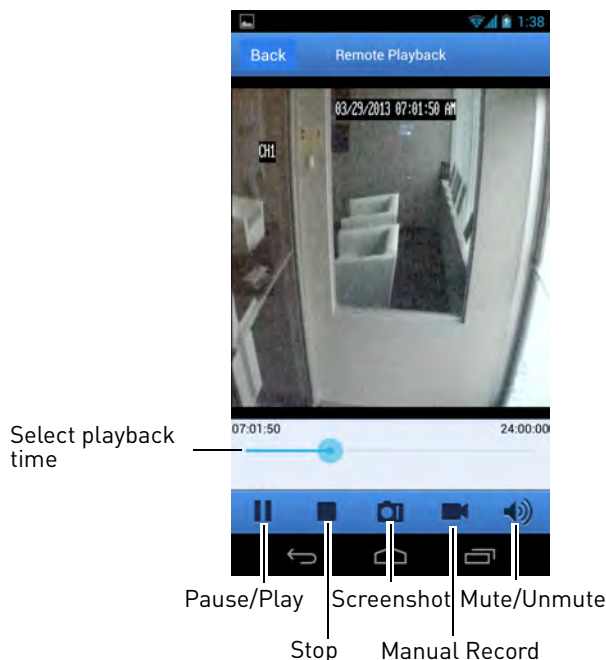 1:38
Back Remote Playback
03/29/2013 07:01:50 AM
CH1
07:01:50 24:00:00
Select playback
time
Pause/Play Screenshot Mute/Unmute
Stop Manual Record